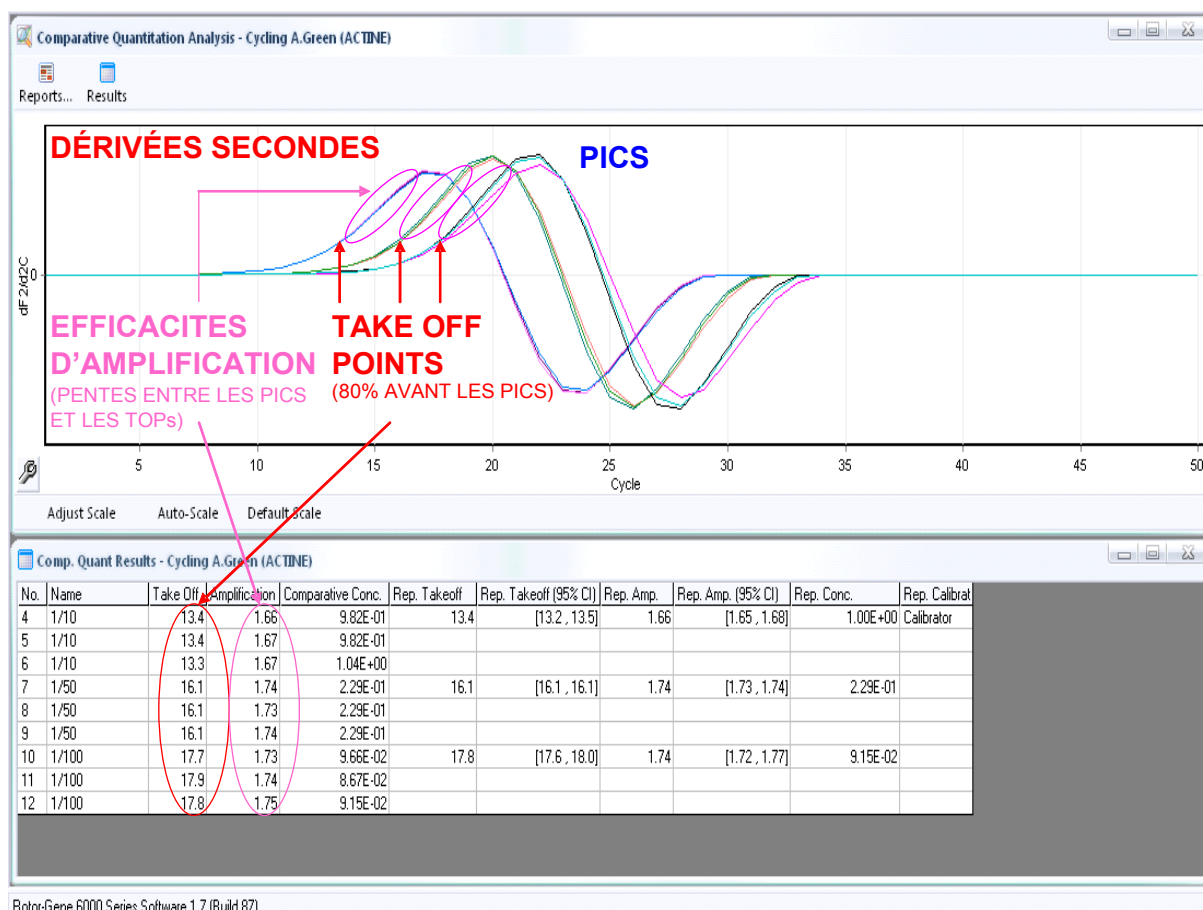 Comparative Quantitation Analysis - Cycling A.Green (ACTINE)
Reports... Results
DÉRIVÉES SECONDES
PICS
dF 2/d2C
0
EFFICACITES
D'AMPLIFICATION
(PENTES ENTRE LES PICS
ET LES TOPs)
TAKE OFF
POINTS
(80% AVANT LES PICS)
5 10 15 20 25 30 35 40 45 50
Cycle
Adjust Scale Auto-Scale Default Scale
Comp. Quant Results - Cycling A.Green (ACTINE)
No. Name Take Off Amplification Comparative Conc. Rep. Takeoff Rep. Takeoff (95% CI) Rep. Amp. Rep. Amp. (95% CI) Rep. Conc. Rep. Calibrat
4 1/10 13.4 1.66 9.82E-01 13.4 [13.2 , 13.5] 1.66 [1.65 , 1.68] 1.00E+00 Calibrator
5 1/10 13.4 1.67 9.82E-01
6 1/10 13.3 1.67 1.04E+00
7 1/50 16.1 1.74 2.29E-01 16.1 [16.1 , 16.1] 1.74 [1.73 , 1.74] 2.29E-01
8 1/50 16.1 1.73 2.29E-01
9 1/50 16.1 1.74 2.29E-01
10 1/100 17.7 1.73 9.66E-02 17.8 [17.6 , 18.0] 1.74 [1.72 , 1.77] 9.15E-02
11 1/100 17.9 1.74 8.67E-02
12 1/100 17.8 1.75 9.15E-02
Rotor-Gene 6000 Series Software 1.7 (Build 87)